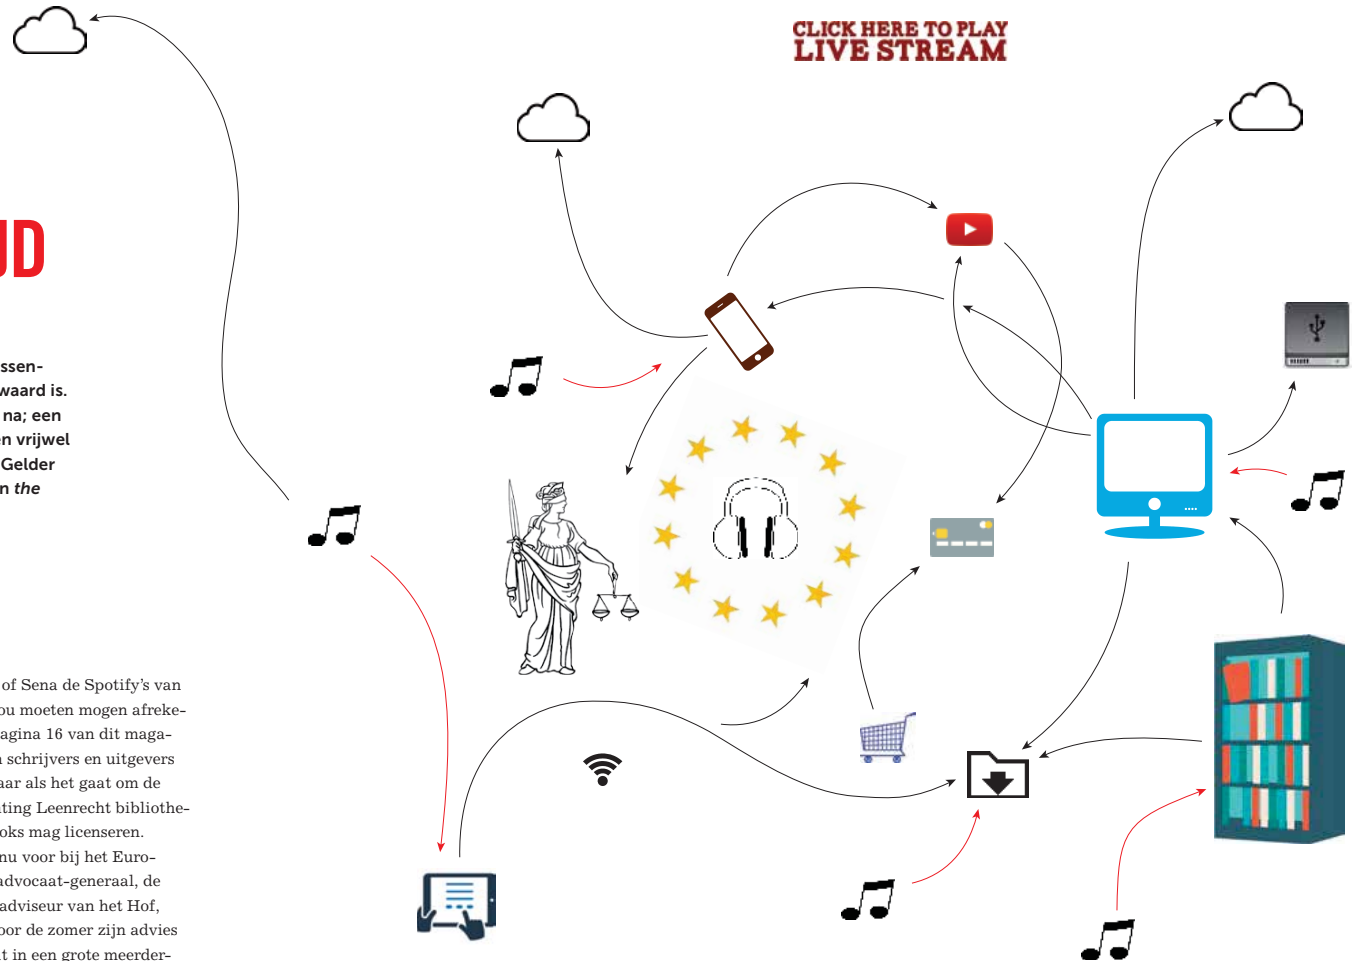 CLICK HERE TO PLAY
LIVE STREAM
UD
ssen-
waard is.
na; een
en vrijwel
Gelder
n the
of Sena de Spotify's van
ou moeten mogen afreke-
agina 16 van dit maga-
n schrijvers en uitgevers
aar als het gaat om de
ting Leenrecht bibliothe-
ooks mag licenseren.
nu voor bij het Euro-
advocaat-generaal, de
adviseur van het Hof,
oor de zomer zijn advies
t in een grote meerder-